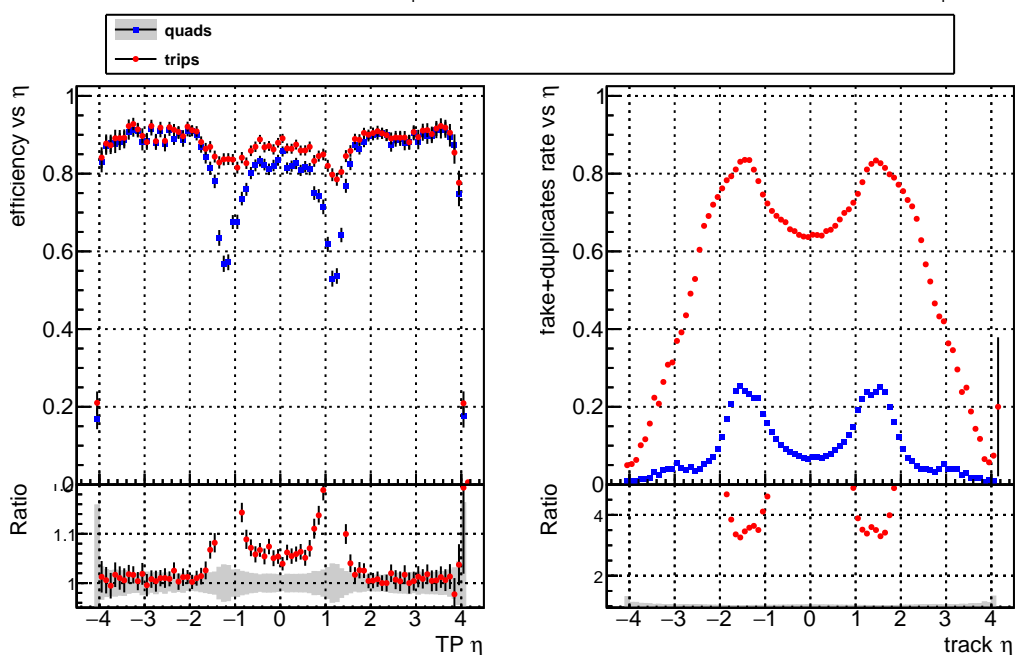 quads
trips
efficiency vs η
1
0.8
0.6
0.4
0.2
0
Ratio
1.1
1
−4 −3 −2 −1 0 1 2 3 4
TP η
fake+duplicates rate vs η
1
0.8
0.6
0.4
0.2
0
Ratio
4
2
−4 −3 −2 −1 0 1 2 3 4
track η